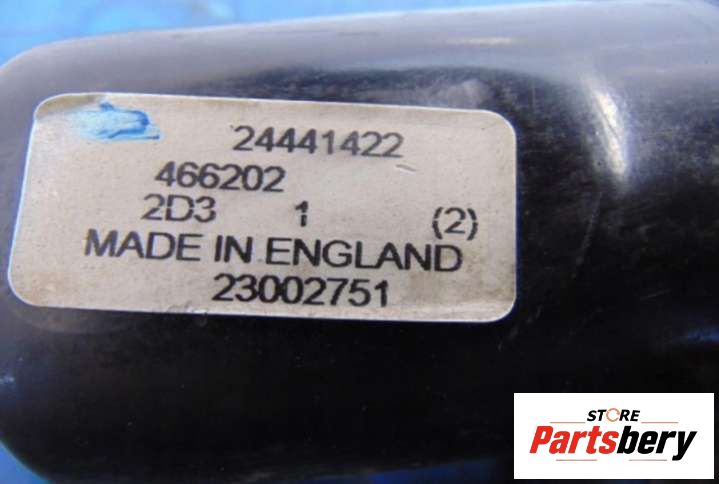 24441422
466202
2D3 1 (2)
MADE IN ENGLAND
23002751
STORE
Partsbery